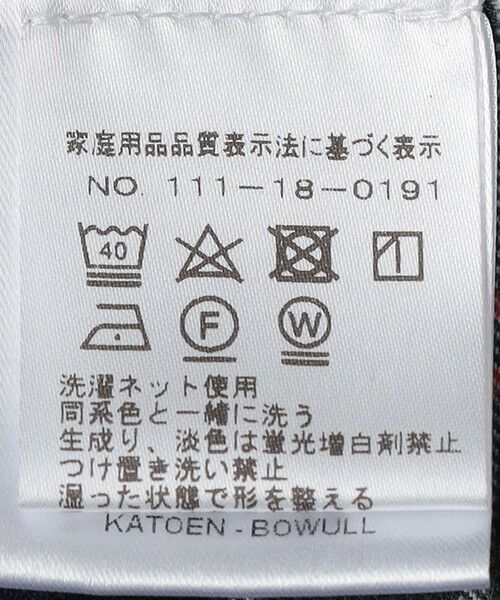 家庭用品品質表示法に基づく表示
NO. 111-18-0191
40
F W
洗濯ネット使用
同系色と一緒に洗う
生成り、淡色は蛍光増白剤禁止
つけ置き洗い禁止
湿った状態で形を整える
KATOEN-BOWULL